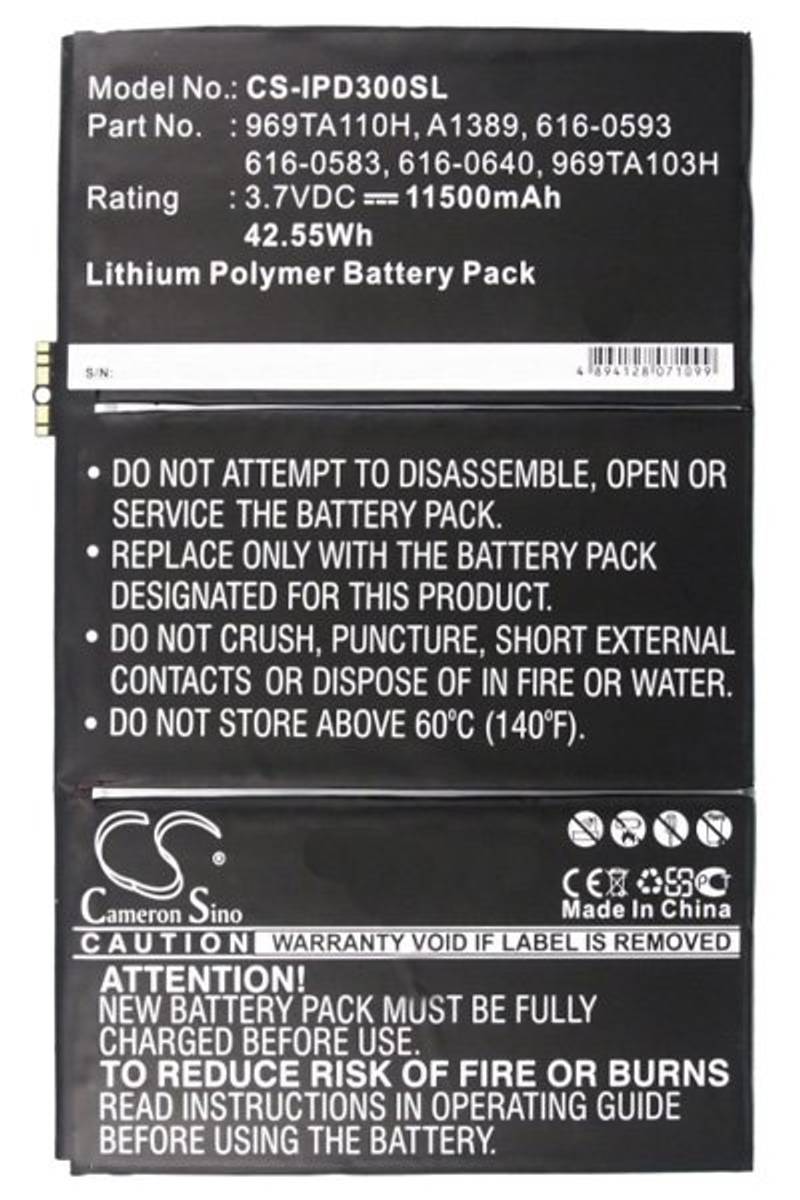 Model No.: CS-IPD300SL
Part No. : 969TA110H, A1389, 616-0593
616-0583, 616-0640, 969TA103H
Rating : 3.7VDC ⎓ 11500mAh
42.55Wh
Lithium Polymer Battery Pack
S/N:
4 894128 071099
• DO NOT ATTEMPT TO DISASSEMBLE, OPEN OR
SERVICE THE BATTERY PACK.
• REPLACE ONLY WITH THE BATTERY PACK
DESIGNATED FOR THIS PRODUCT.
• DO NOT CRUSH, PUNCTURE, SHORT EXTERNAL
CONTACTS OR DISPOSE OF IN FIRE OR WATER.
• DO NOT STORE ABOVE 60°C (140°F).
CS®
Cameron Sino
CE
Made In China
CAUTION WARRANTY VOID IF LABEL IS REMOVED
ATTENTION!
NEW BATTERY PACK MUST BE FULLY
CHARGED BEFORE USE.
TO REDUCE RISK OF FIRE OR BURNS
READ INSTRUCTIONS IN OPERATING GUIDE
BEFORE USING THE BATTERY.